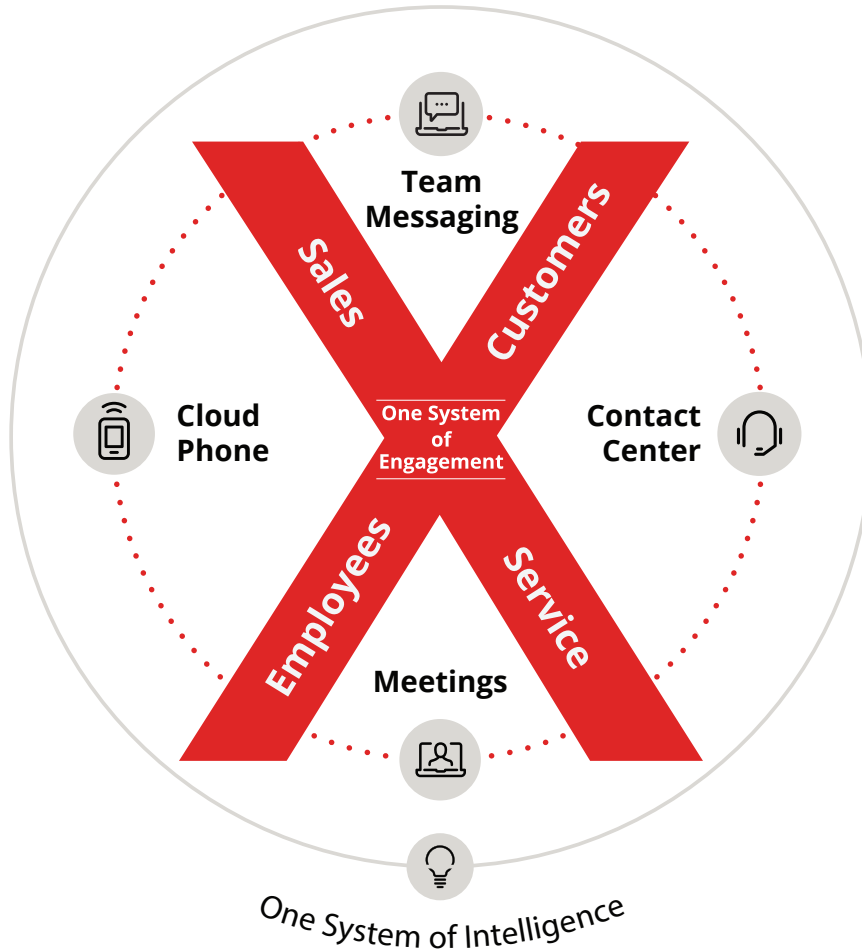 Team
Messaging
Sales
Customers
Cloud
Phone
One System
of
Engagement
Contact
Center
Employees
Service
Meetings
One System of Intelligence